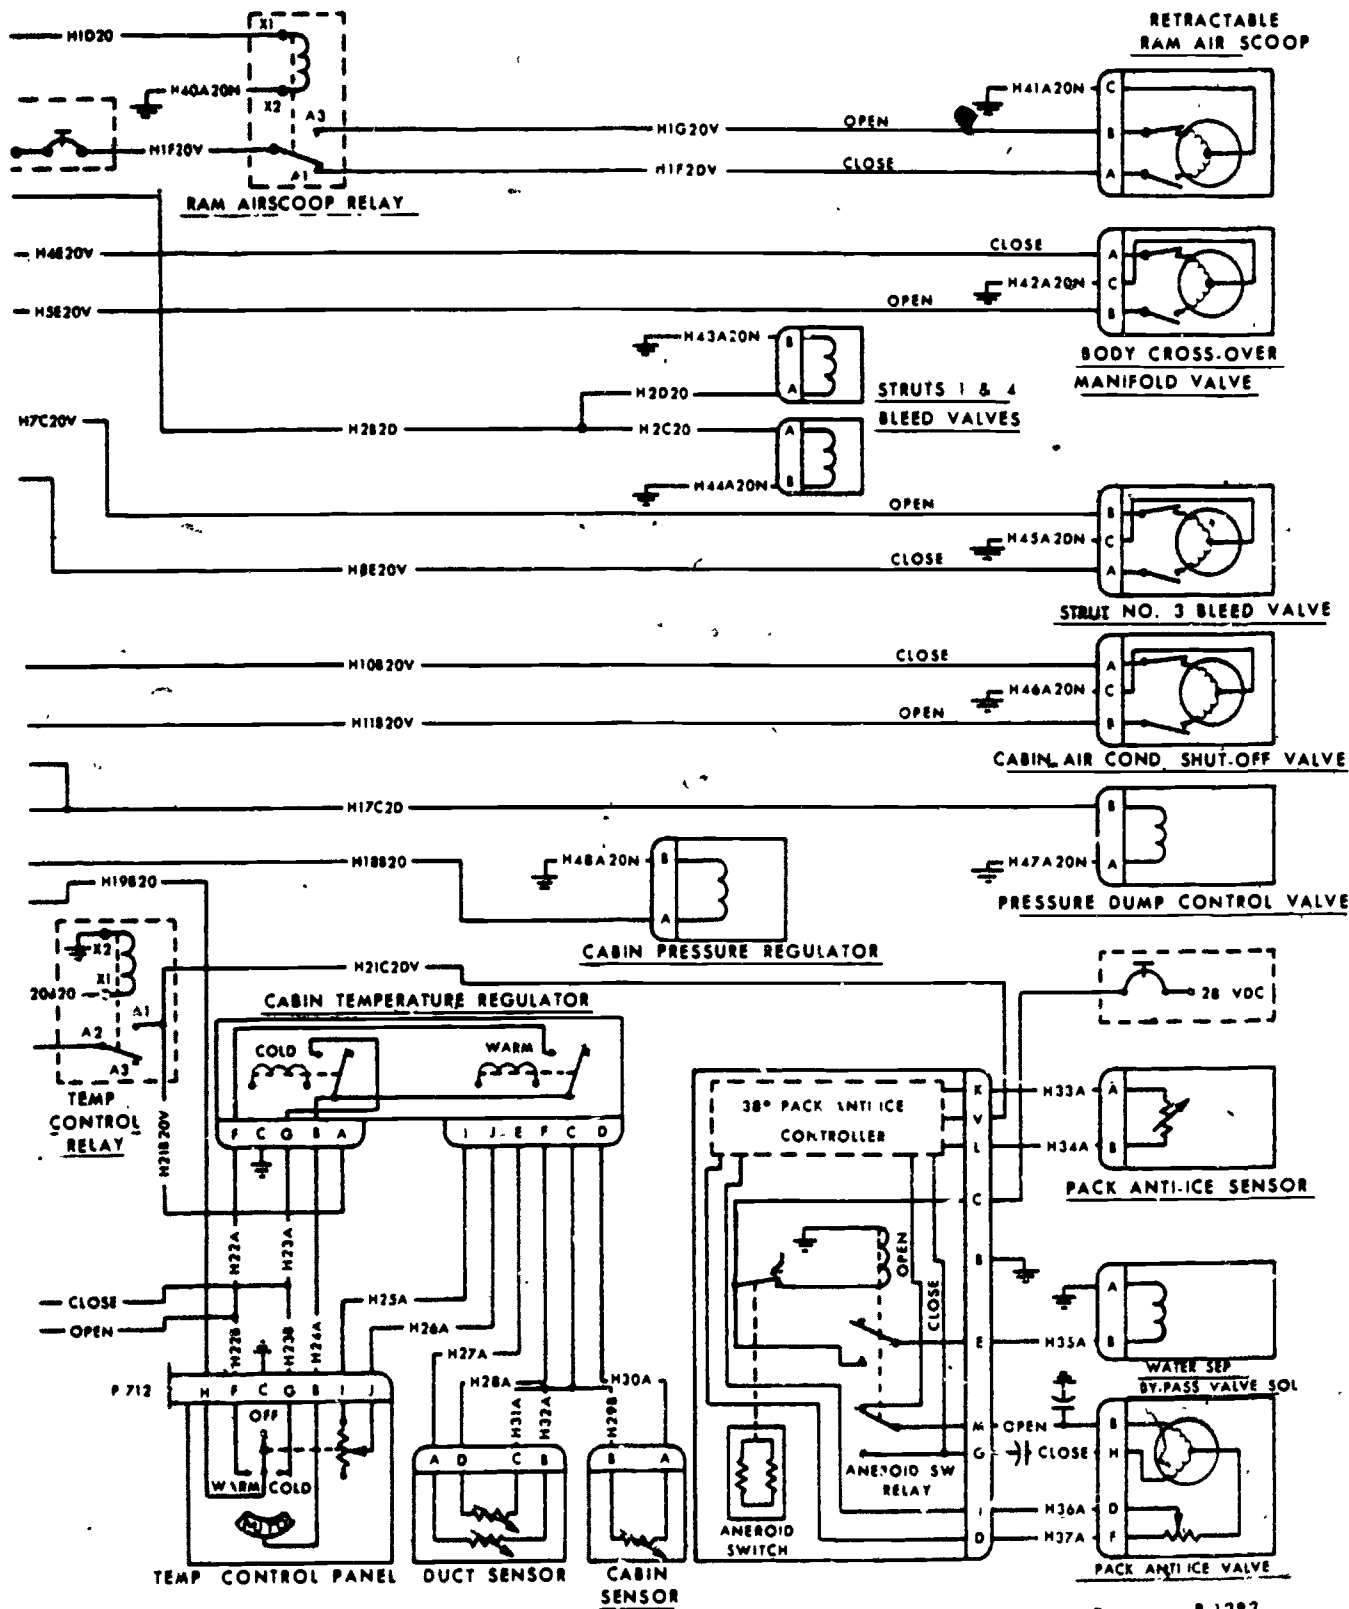 RETRACTABLE
RAM AIR SCOOP
X1
H1D20
H40A20N
X2
A3
H41A20N
C
H1G20V
OPEN
B
H1F20V
A1
H1F20V
CLOSE
A
RAM AIRSCOOP RELAY
CLOSE
A
H42A20N
C
H5E20V
OPEN
B
BODY CROSS-OVER
MANIFOLD VALVE
H43A20N
B
H2D20
A
STRUTS 1 & 4
BLEED VALVES
H7C20V
H2B20
H2C20
A
H44A20N
B
OPEN
B
H45A20N
C
H8E20V
CLOSE
A
STRUT NO. 3 BLEED VALVE
H10B20V
CLOSE
A
H46A20N
C
H11B20V
OPEN
B
CABIN AIR COND SHUT-OFF VALVE
H17C20
B
H47A20N
A
PRESSURE DUMP CONTROL VALVE
H18B20
H48A20N
B
A
CABIN PRESSURE REGULATOR
H19B20
X2
X1
A1
A2
A3
TEMP
CONTROL
RELAY
H21C20V
H21B20V
28 VDC
CABIN TEMPERATURE REGULATOR
COLD
WARM
F C G B A
I J E F C D
38° PACK ANTI ICE
CONTROLLER
K
V
L
C
B
E
M
G
I
D
H33A
A
H34A
B
PACK ANTI-ICE SENSOR
OPEN
CLOSE
A
H35A
B
WATER SEP
BY-PASS VALVE SOL
H22A
H23A
CLOSE
OPEN
H22B
H23B
H24A
H25A
H26A
H27A
H28A
H31A
H32A
H29B
H30A
P 712
H F C G B I J
OFF
WARM
COLD
TEMP CONTROL PANEL
A D C B
DUCT SENSOR
B A
CABIN
SENSOR
ANEROID
SWITCH
ANEROID SW
RELAY
OPEN
B
CLOSE
H
H36A
D
H37A
F
PACK ANTI ICE VALVE